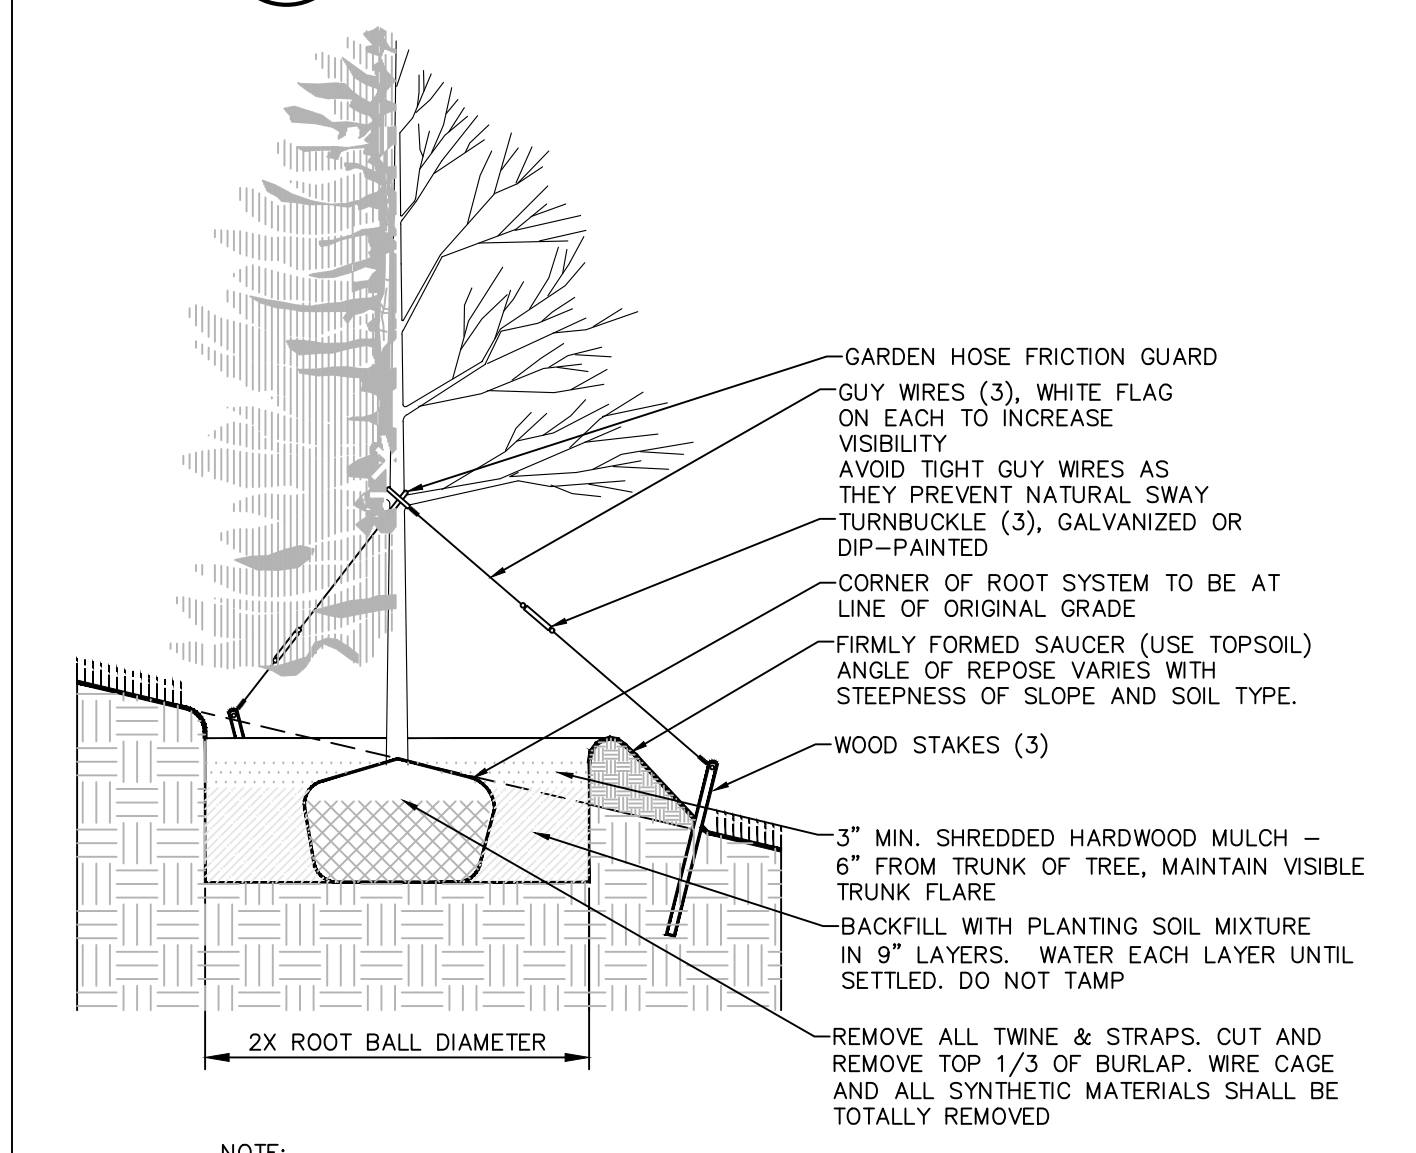 GARDEN HOSE FRICTION GUARD
GUY WIRES (3), WHITE FLAG
ON EACH TO INCREASE
VISIBILITY
AVOID TIGHT GUY WIRES AS
THEY PREVENT NATURAL SWAY
TURNBUCKLE (3), GALVANIZED OR
DIP-PAINTED
CORNER OF ROOT SYSTEM TO BE AT
LINE OF ORIGINAL GRADE
FIRMLY FORMED SAUCER (USE TOPSOIL)
ANGLE OF REPOSE VARIES WITH
STEEPNESS OF SLOPE AND SOIL TYPE.
WOOD STAKES (3)
3" MIN. SHREDDED HARDWOOD MULCH –
6" FROM TRUNK OF TREE, MAINTAIN VISIBLE
TRUNK FLARE
BACKFILL WITH PLANTING SOIL MIXTURE
IN 9" LAYERS. WATER EACH LAYER UNTIL
SETTLED. DO NOT TAMP
REMOVE ALL TWINE & STRAPS. CUT AND
REMOVE TOP 1/3 OF BURLAP. WIRE CAGE
AND ALL SYNTHETIC MATERIALS SHALL BE
TOTALLY REMOVED
2X ROOT BALL DIAMETER
NOTE: